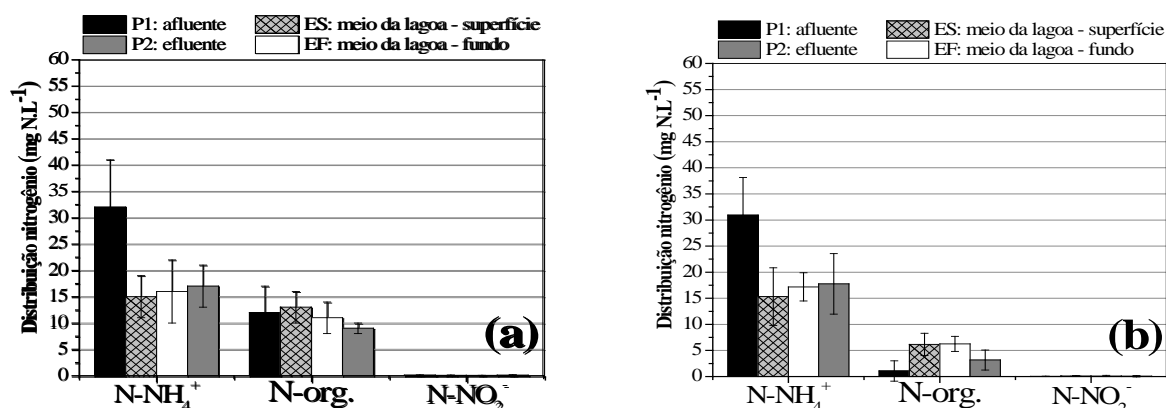 P1: afluente ES: meio da lagoa - superfície
P2: efluente EF: meio da lagoa - fundo
Distribuição nitrogênio (mg N.L⁻¹)
60
55
50
45
40
35
30
25
20
15
10
5
0
(a)
N-NH₄⁺ N-org. N-NO₂⁻
P1: afluente ES: meio da lagoa - superfície
P2: efluente EF: meio da lagoa - fundo
Distribuição nitrogênio (mg N.L⁻¹)
60
55
50
45
40
35
30
25
20
15
10
5
0
(b)
N-NH₄⁺ N-org. N-NO₂⁻